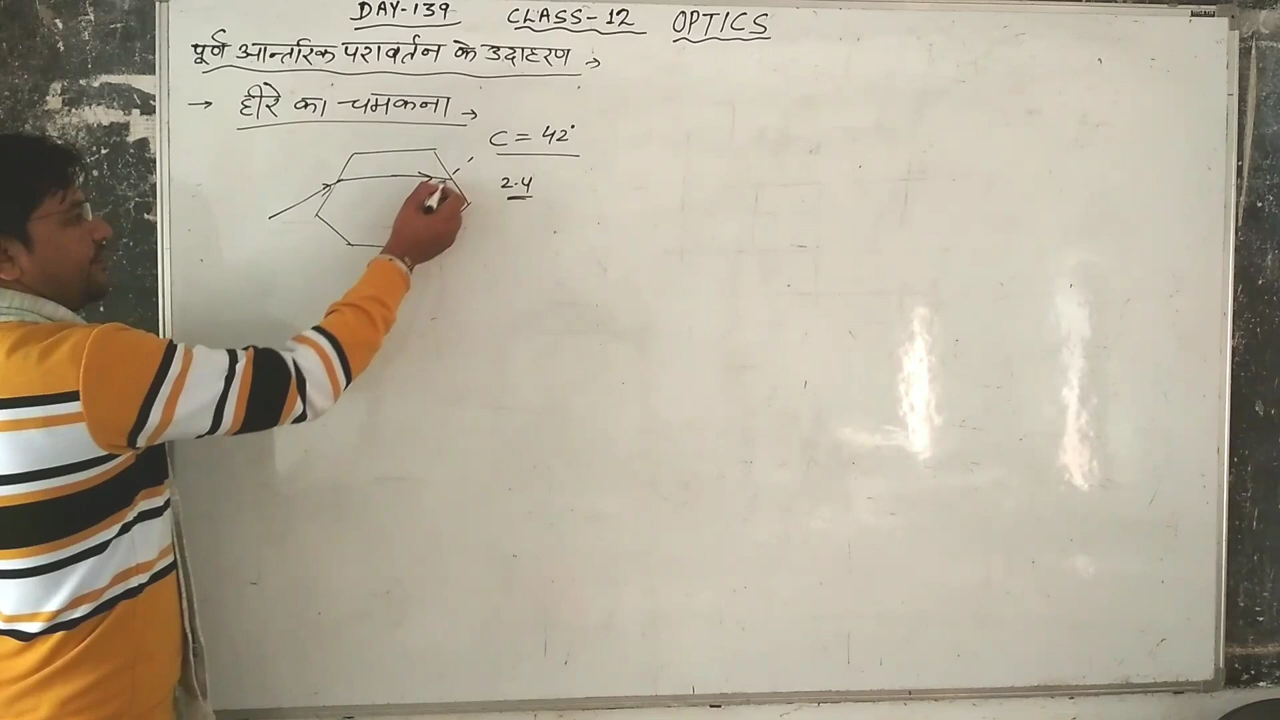 DAY-139 CLASS-12 OPTICS
पूर्ण आन्तरिक परावर्तन के उदाहरण →
→ हीरे का चमकना →
C = 42°
2.4